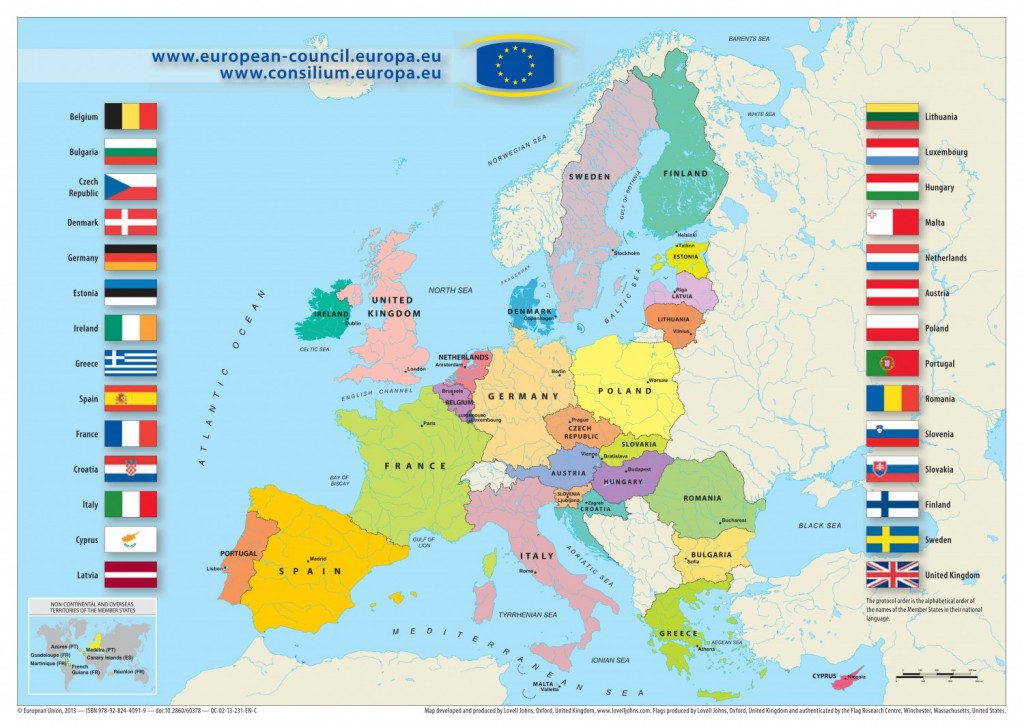 www.european-council.europa.eu
www.consilium.europa.eu
Belgium
Bulgaria
Czech
Republic
Denmark
Germany
Estonia
Ireland
Greece
Spain
France
Croatia
Italy
Cyprus
Latvia
Lithuania
Luxembourg
Hungary
Malta
Netherlands
Austria
Poland
Portugal
Romania
Slovenia
Slovakia
Finland
Sweden
United Kingdom
The protocol order is the alphabetical order of
the names of the Member States in their national
language.
BARENTS SEA
WHITE SEA
NORWEGIAN SEA
SWEDEN
FINLAND
GULF OF BOTHNIA
Helsinki
Tallinn
Stockholm
ESTONIA
SKAGERRAK
BALTIC SEA
Riga
LATVIA
NORTH SEA
UNITED
KINGDOM
IRELAND
Dublin
DENMARK
Copenhagen
LITHUANIA
Vilnius
ATLANTIC OCEAN
CELTIC SEA
London
NETHERLANDS
Amsterdam
Berlin
Warsaw
ENGLISH CHANNEL
Brussels
BELGIUM
GERMANY
POLAND
LUXEMBOURG
Luxembourg
Paris
Prague
CZECH
REPUBLIC
SLOVAKIA
Vienna
Bratislava
FRANCE
AUSTRIA
Budapest
HUNGARY
BAY OF
BISCAY
SLOVENIA
Ljubljana
Zagreb
CROATIA
ROMANIA
Bucharest
BLACK SEA
GULF OF
LION
PORTUGAL
Lisbon
Madrid
SPAIN
ITALY
Rome
ADRIATIC SEA
BULGARIA
Sofia
TYRRHENIAN SEA
MEDITERRANEAN SEA
GREECE
AEGEAN SEA
Athens
IONIAN SEA
MALTA
Valletta
CYPRUS
Nicosia
NON-CONTINENTAL AND OVERSEAS
TERRITORIES OF THE MEMBER STATES
Azorea (PT)
Madeira (PT)
Guadeloupe (FR)
Canary Islands (ES)
Martinique (FR)
French
Guiana (FR)
Réunion (FR)
© European Union, 2013 — ISBN 978-92-824-4091-9 — doi:10.2860/60378 — QC-02-13-231-EN-C
Map developed and produced by Lovell Johns, Oxford, United Kingdom, www.lovelljohns.com. Flags produced by Lovell Johns, Oxford, United Kingdom and authenticated by the Flag Research Centre, Winchester, Massachusetts, United States.